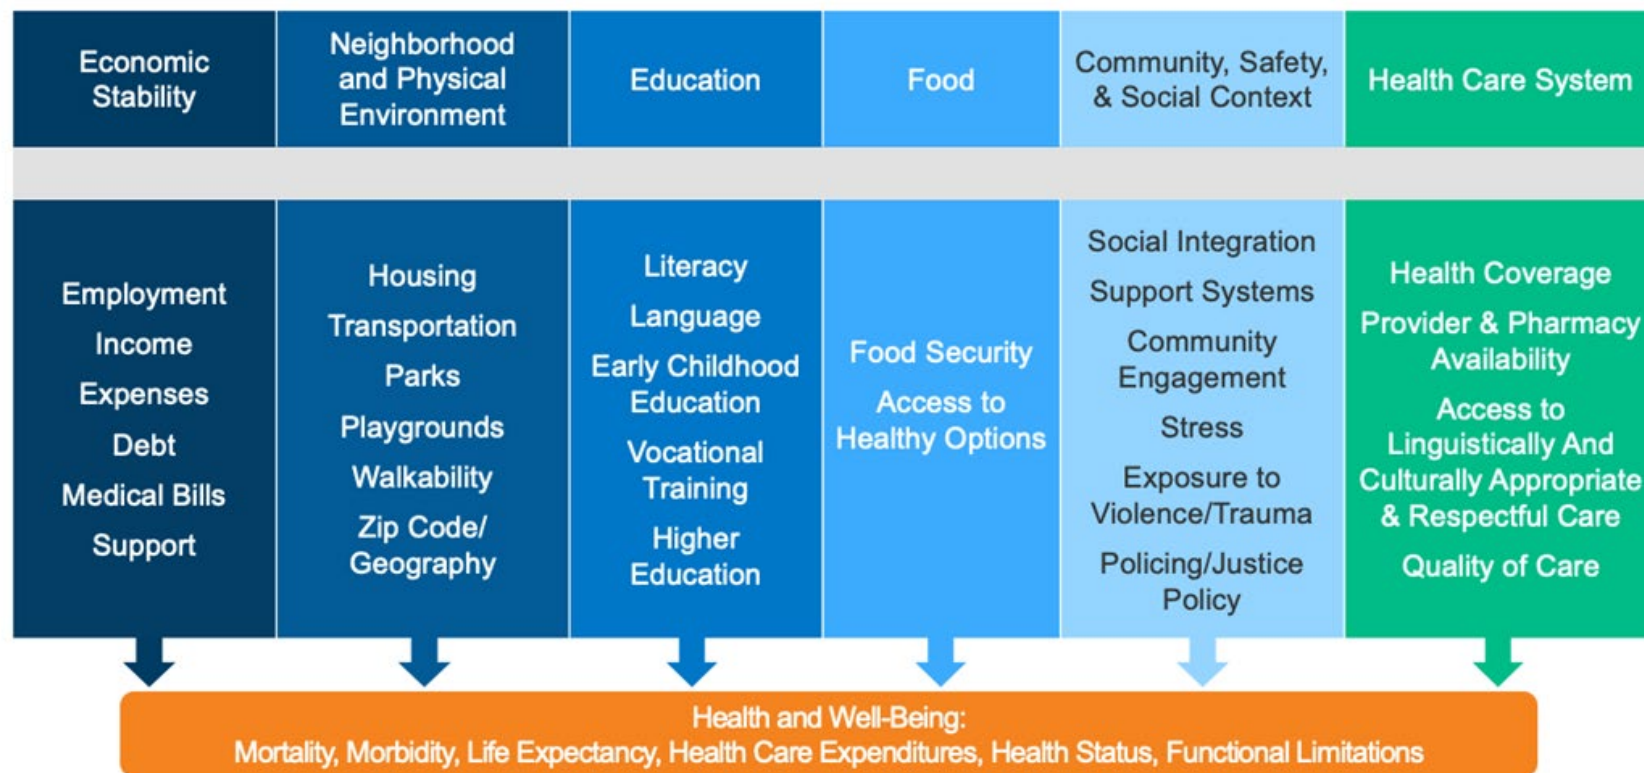 Economic
Stability
Neighborhood
and Physical
Environment
Education
Food
Community, Safety,
& Social Context
Health Care System
Employment
Income
Expenses
Debt
Medical Bills
Support
Housing
Transportation
Parks
Playgrounds
Walkability
Zip Code/
Geography
Literacy
Language
Early Childhood
Education
Vocational
Training
Higher
Education
Food Security
Access to
Healthy Options
Social Integration
Support Systems
Community
Engagement
Stress
Exposure to
Violence/Trauma
Policing/Justice
Policy
Health Coverage
Provider & Pharmacy
Availability
Access to
Linguistically And
Culturally Appropriate
& Respectful Care
Quality of Care
Health and Well-Being:
Mortality, Morbidity, Life Expectancy, Health Care Expenditures, Health Status, Functional Limitations